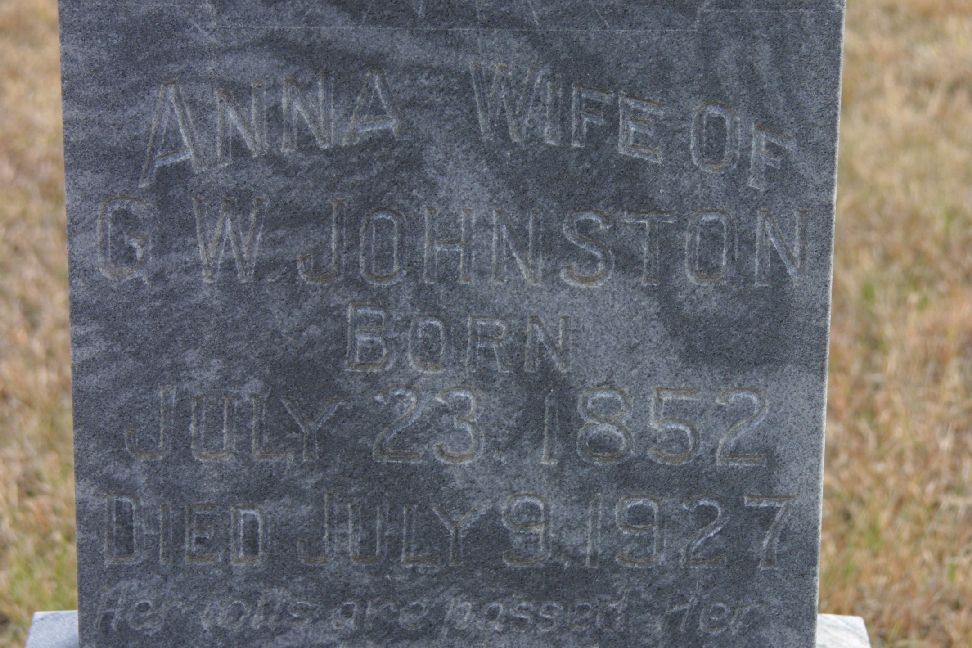 ANNA WIFE OF
G. W. JOHNSTON
BORN
JULY 23. 1852
DIED JULY 9, 1927
Her toils are passed Her